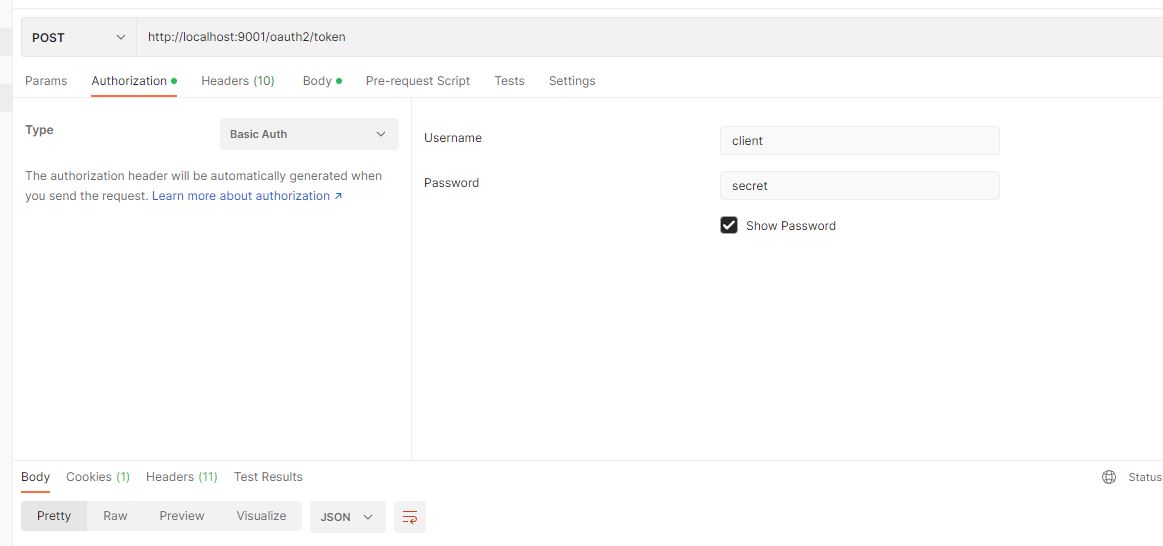 POST http://localhost:9001/oauth2/token
Params Authorization Headers (10) Body Pre-request Script Tests Settings
Type Basic Auth
The authorization header will be automatically generated when
you send the request. Learn more about authorization ↗
Username client
Password secret
Show Password
Body Cookies (1) Headers (11) Test Results Status
Pretty Raw Preview Visualize JSON